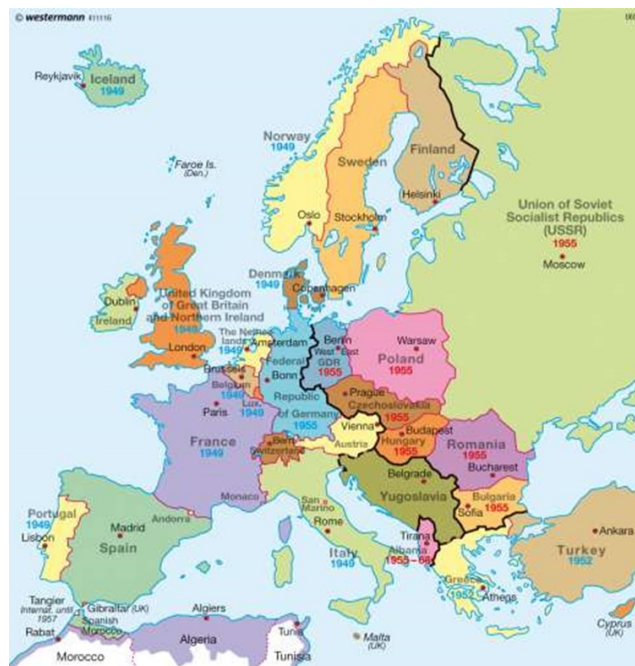 © westermann 411116
Reykjavik
Iceland
1949
Faroe Is.
(Den.)
Norway
1949
Sweden
Finland
Helsinki
Oslo
Stockholm
Union of Soviet
Socialist Republics
(USSR)
1955
Moscow
Denmark
1949
Copenhagen
Dublin
Ireland
United Kingdom
of Great Britain
and Northern Ireland
1949
London
The Nether-
lands
1949
Amsterdam
Brussels
Belgium
1949
Lux.
1949
Federal
Bonn
Republic
of Germany
1955
Berlin
West East
GDR
1955
Warsaw
Poland
1955
Prague
Czechoslovakia
1955
Vienna
Austria
Budapest
Hungary
1955
Romania
1955
Bucharest
Paris
France
1949
Bern
Switzerland
Monaco
Andorra
San
Marino
Rome
Italy
1949
Belgrade
Yugoslavia
Sofia
Bulgaria
1955
Tirana
Albania
1955–68
Greece
1952
Athens
Turkey
1952
Ankara
Portugal
1949
Lisbon
Madrid
Spain
Tangier
Internat. until
1957
Gibraltar (UK)
Spanish
Morocco
Rabat
Morocco
Algiers
Algeria
Tunis
Tunisia
Malta
(UK)
Cyprus
(UK)